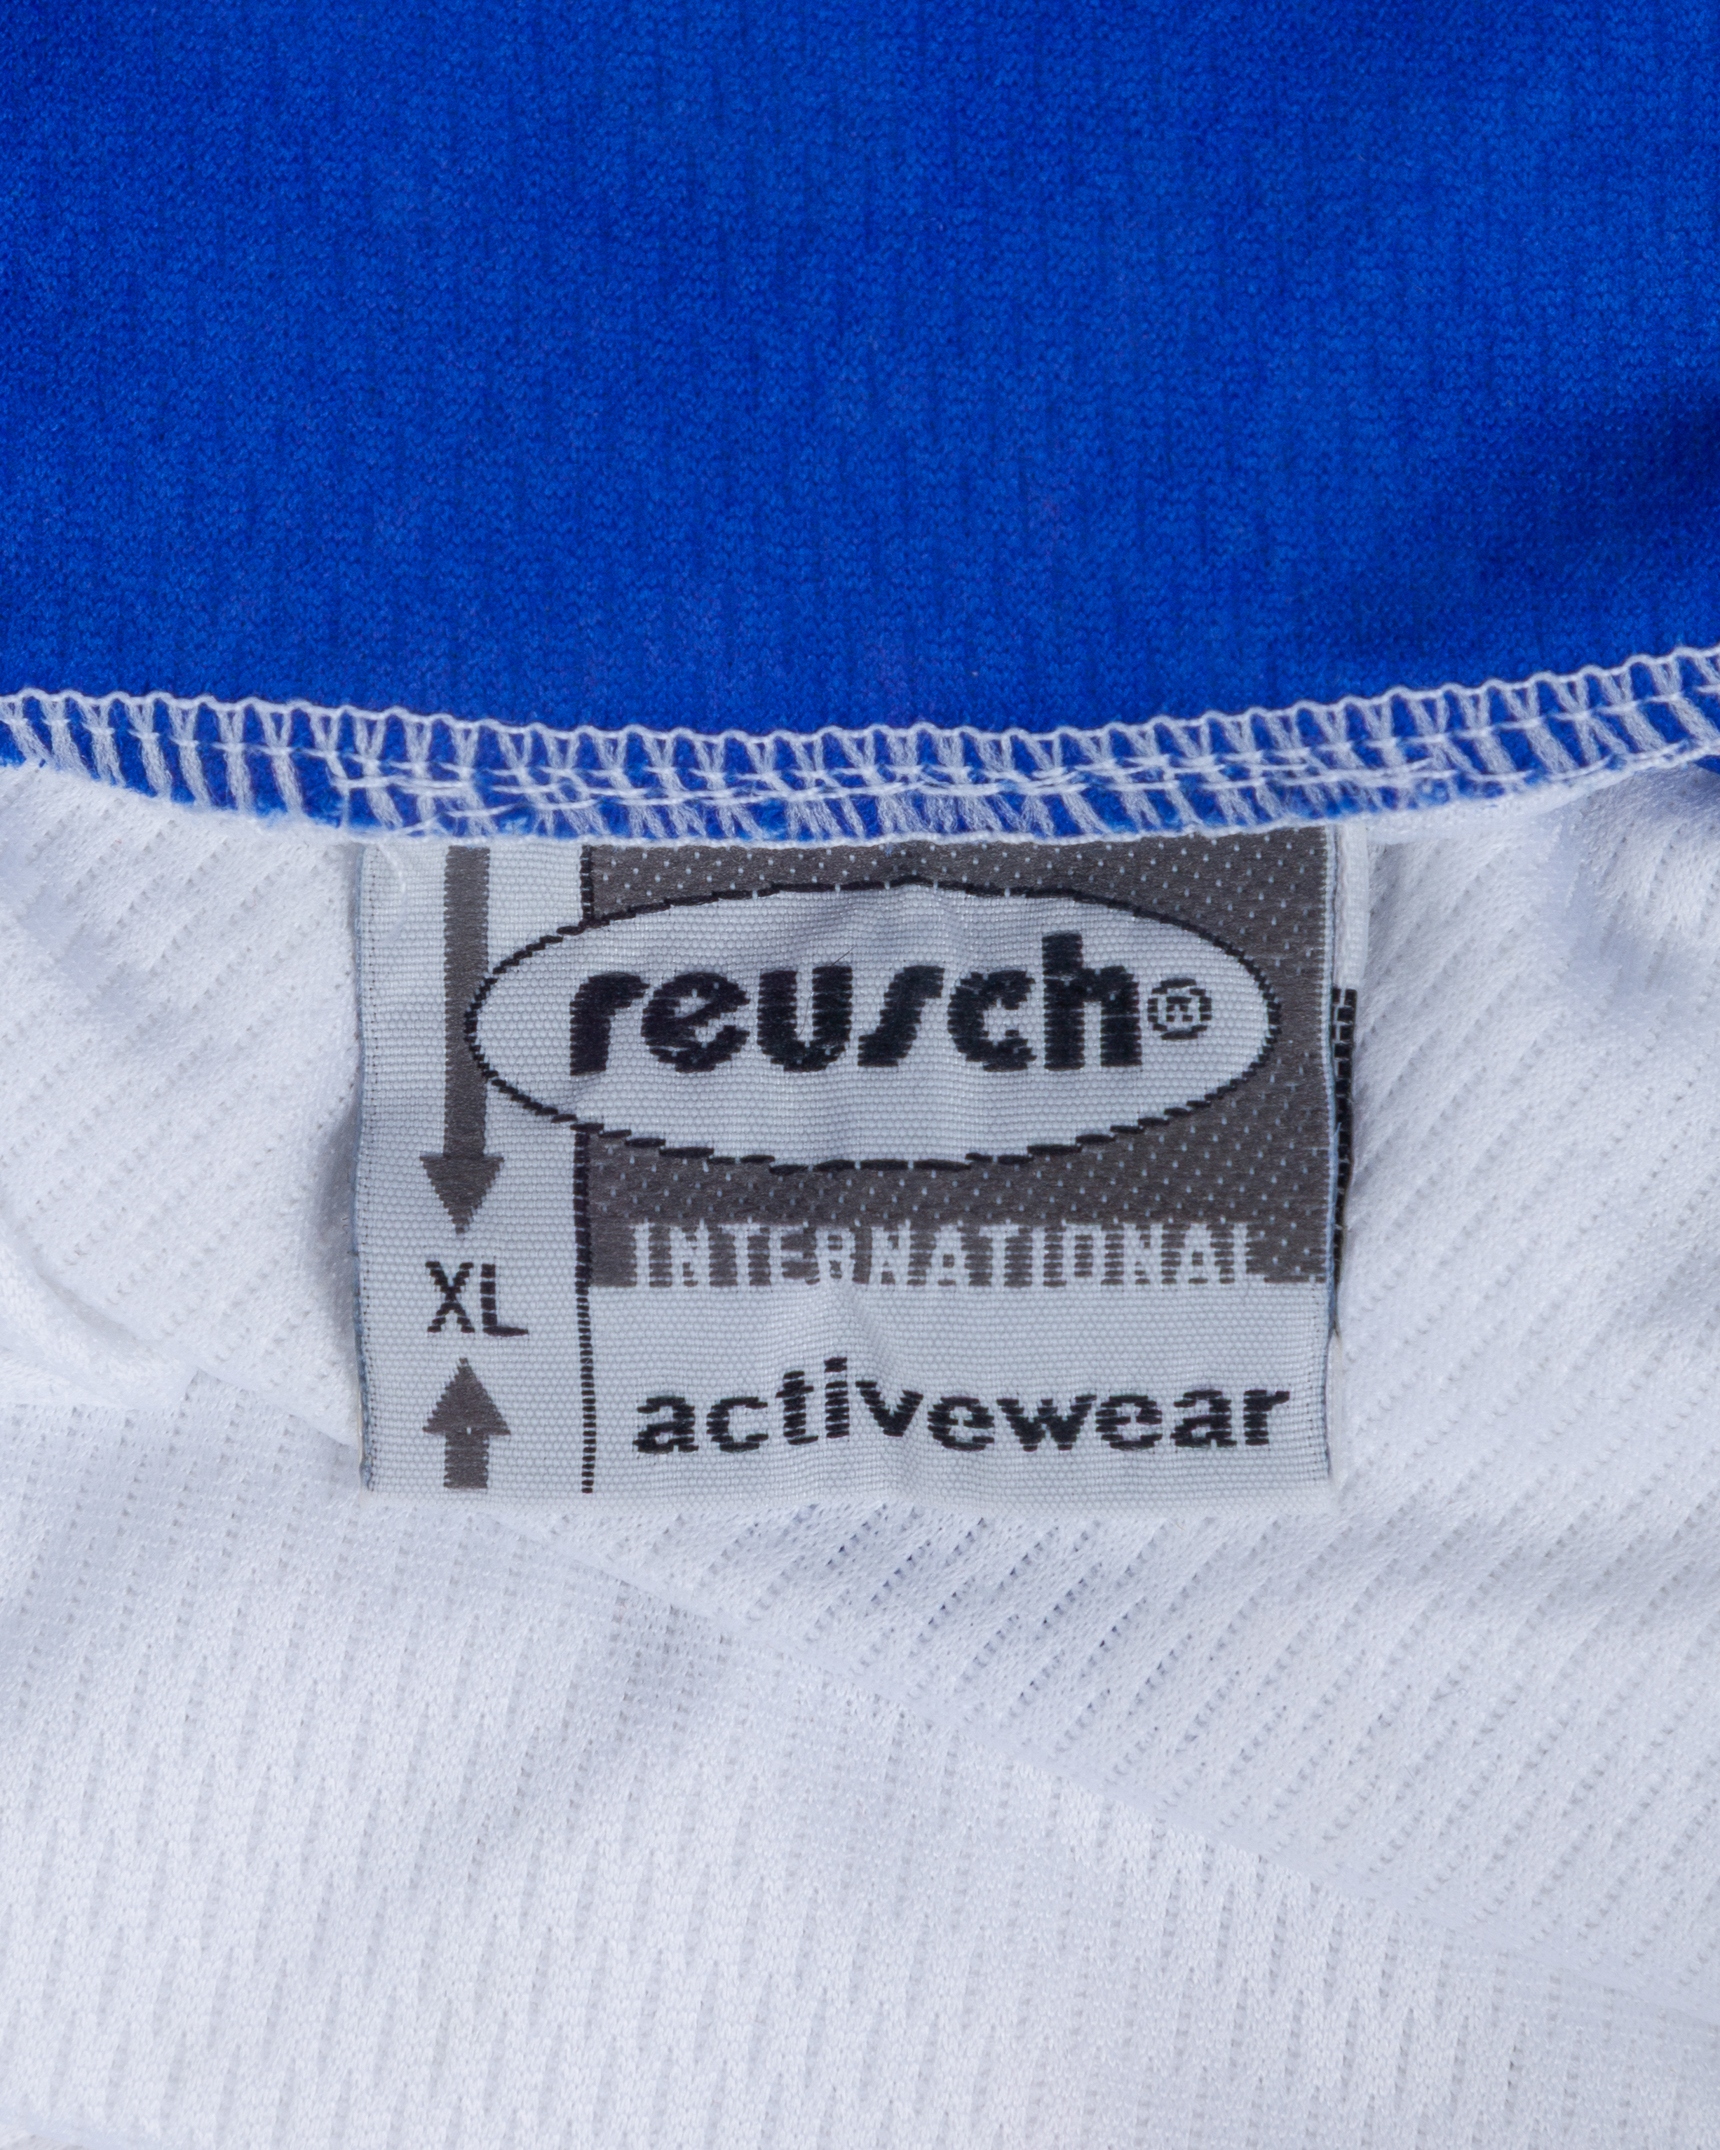 reusch®
INTERNATIONAL
XL
activewear